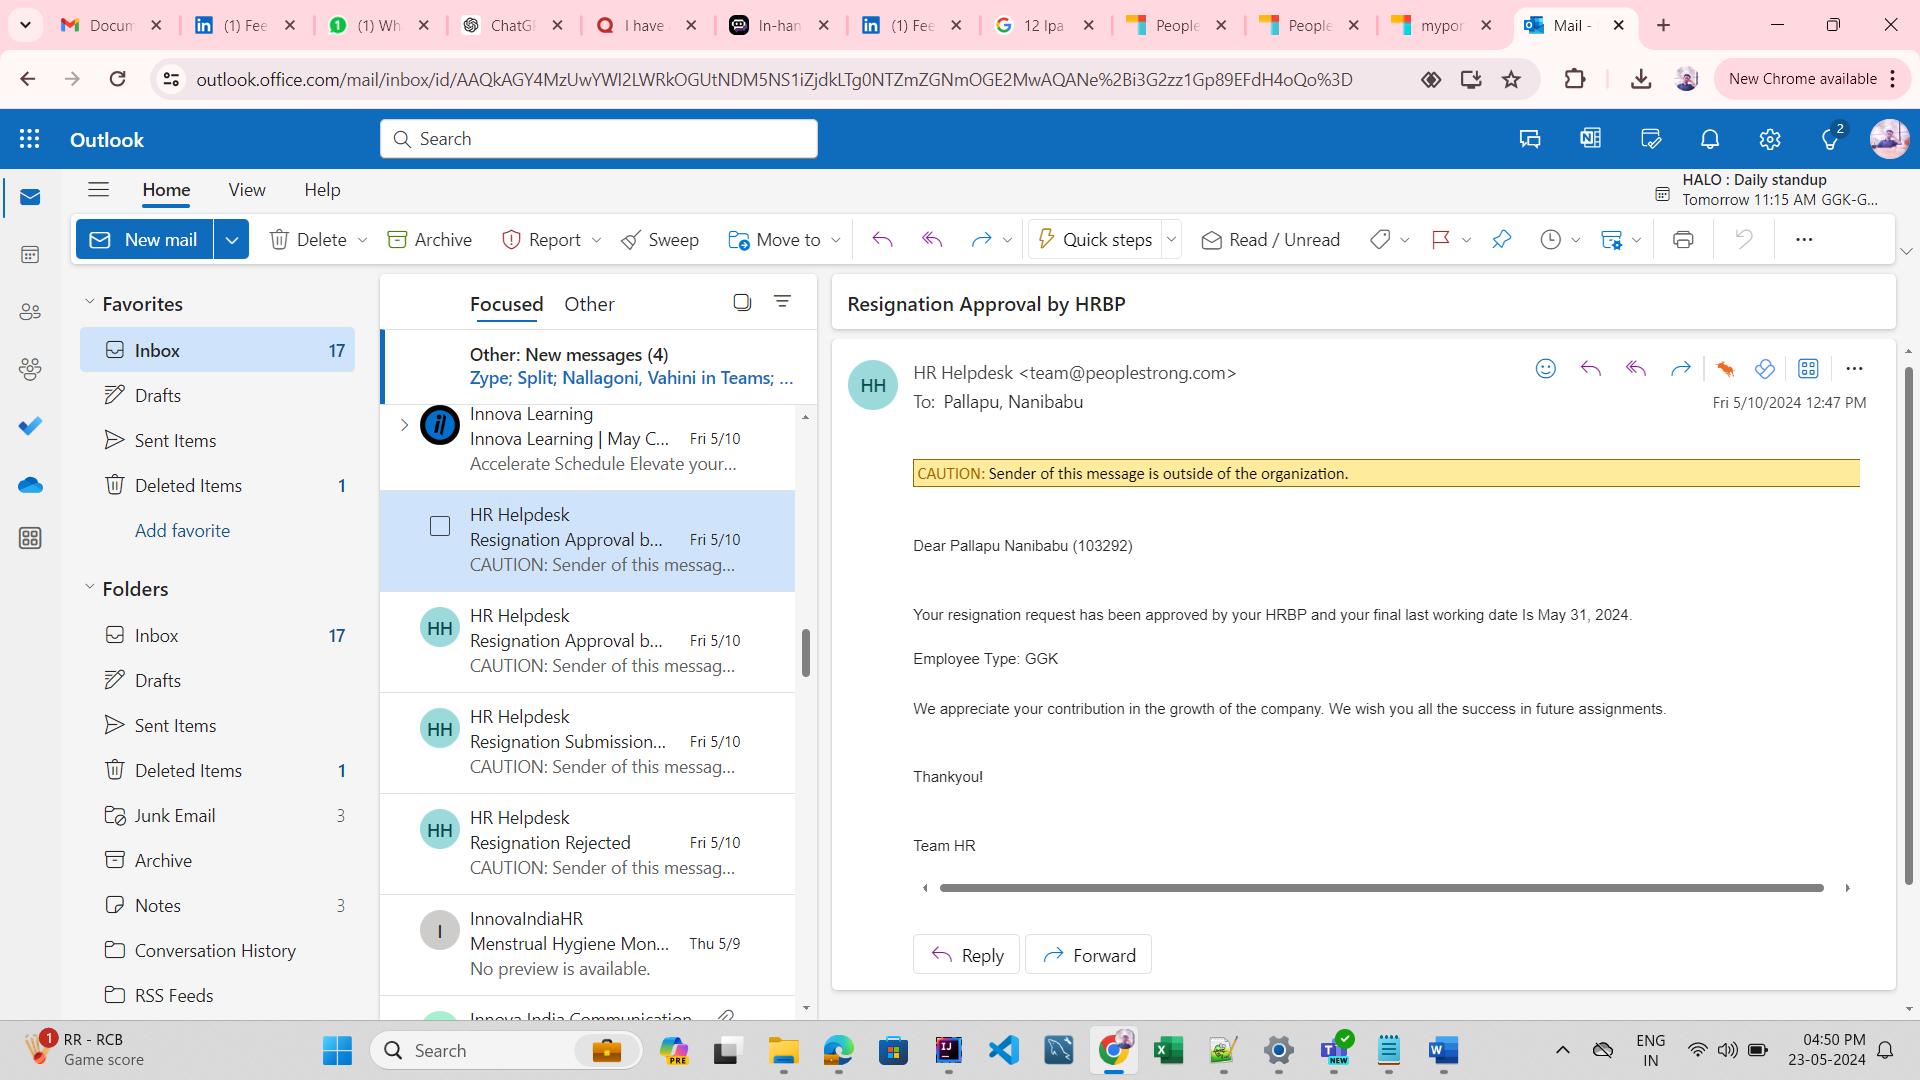 Docum
(1) Fee
(1) Wh
ChatGF
I have
In-han
(1) Fee
12 lpa
People
People
mypor
Mail -
outlook.office.com/mail/inbox/id/AAQkAGY4MzUwYWI2LWRkOGUtNDM5NS1iZjdkLTg0NTZmZGNmOGE2MwAQANe%2Bi3G2zz1Gp89EFdH4oQo%3D
New Chrome available
Outlook
Search
2
Home
View
Help
HALO : Daily standup
Tomorrow 11:15 AM GGK-G...
New mail
Delete
Archive
Report
Sweep
Move to
Quick steps
Read / Unread
Favorites
Inbox 17
Drafts
Sent Items
Deleted Items 1
Add favorite
Folders
Inbox 17
Drafts
Sent Items
Deleted Items 1
Junk Email 3
Archive
Notes 3
Conversation History
RSS Feeds
Focused Other
Other: New messages (4)
Zype; Split; Nallagoni, Vahini in Teams; ...
Innova Learning
Innova Learning | May C... Fri 5/10
Accelerate Schedule Elevate your...
HR Helpdesk
Resignation Approval b... Fri 5/10
CAUTION: Sender of this messag...
HH
HR Helpdesk
Resignation Approval b... Fri 5/10
CAUTION: Sender of this messag...
HH
HR Helpdesk
Resignation Submission... Fri 5/10
CAUTION: Sender of this messag...
HH
HR Helpdesk
Resignation Rejected Fri 5/10
CAUTION: Sender of this messag...
I
InnovaIndiaHR
Menstrual Hygiene Mon... Thu 5/9
No preview is available.
Innova India Communication
Resignation Approval by HRBP
HH
HR Helpdesk <team@peoplestrong.com>
To: Pallapu, Nanibabu
Fri 5/10/2024 12:47 PM
CAUTION: Sender of this message is outside of the organization.
Dear Pallapu Nanibabu (103292)
Your resignation request has been approved by your HRBP and your final last working date Is May 31, 2024.
Employee Type: GGK
We appreciate your contribution in the growth of the company. We wish you all the success in future assignments.
Thankyou!
Team HR
Reply
Forward
1
RR - RCB
Game score
Search
PRE
NEW
ENG
IN
04:50 PM
23-05-2024